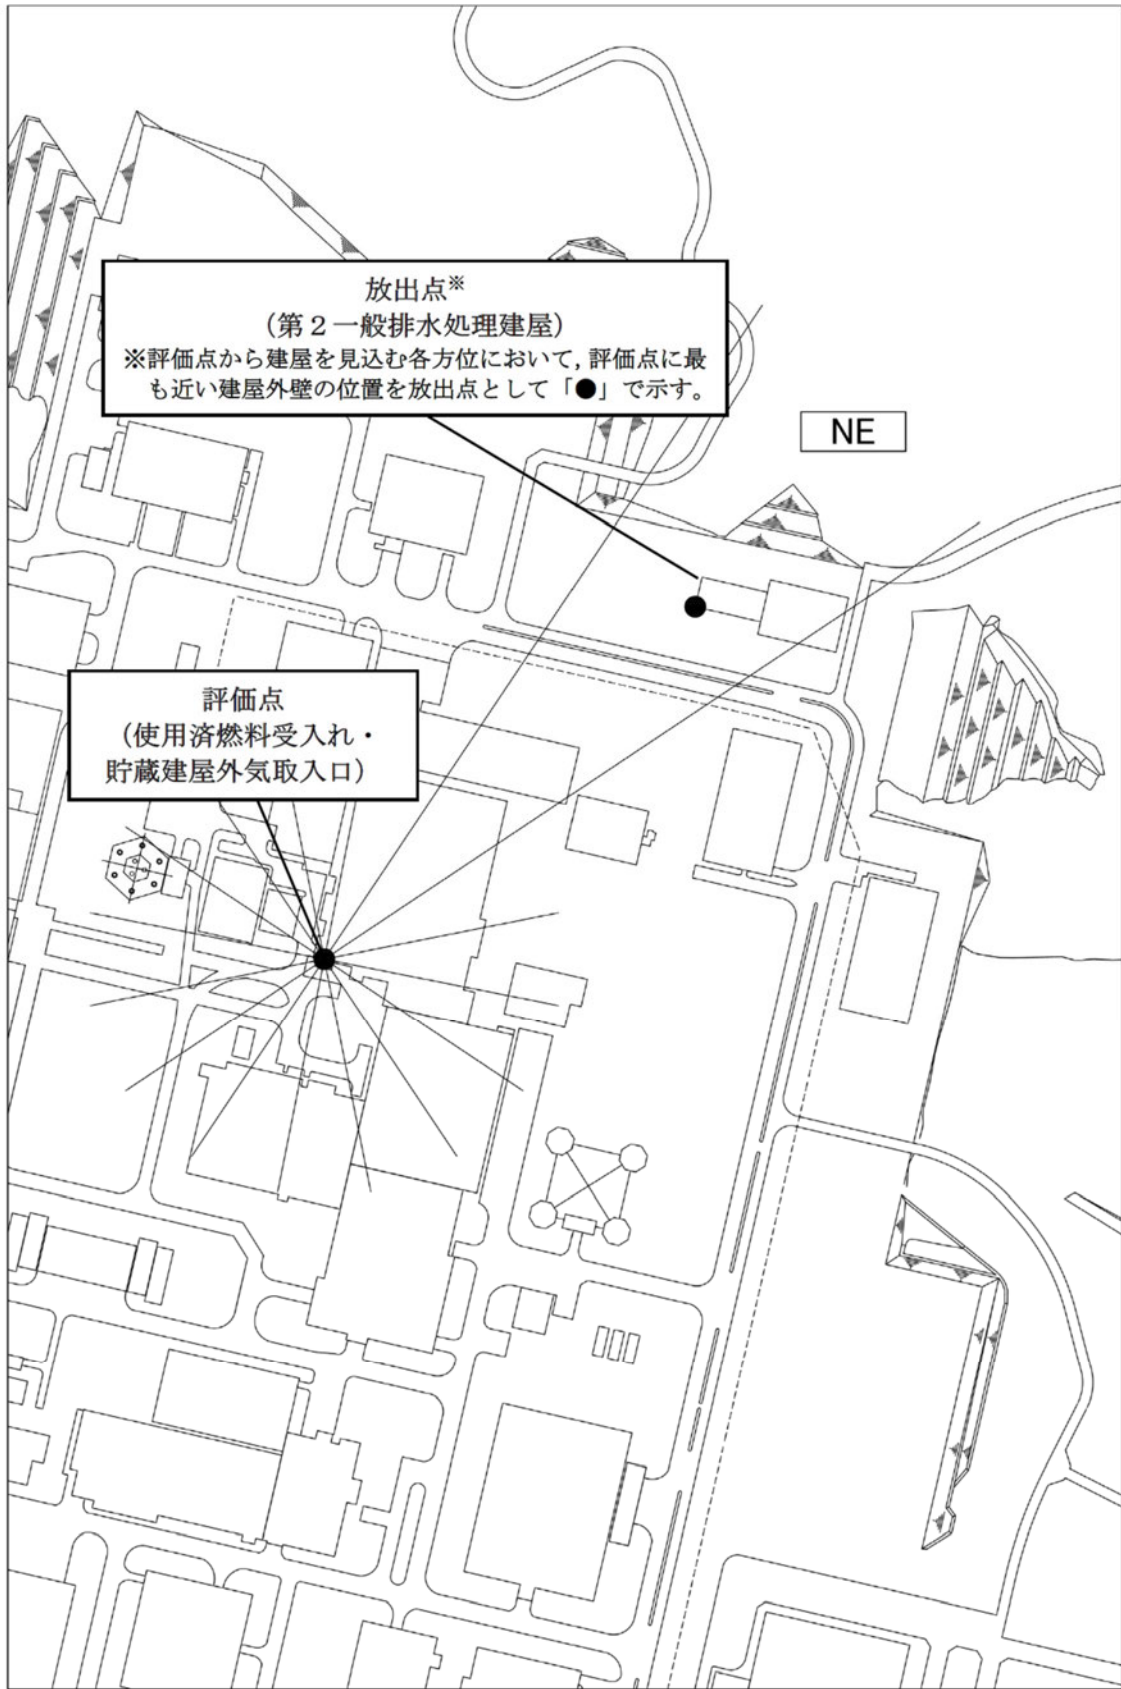 放出点※
（第２一般排水処理建屋）
※評価点から建屋を見込む各方位において，評価点に最
も近い建屋外壁の位置を放出点として「●」で示す。
NE
評価点
（使用済燃料受入れ・
貯蔵建屋外気取入口）